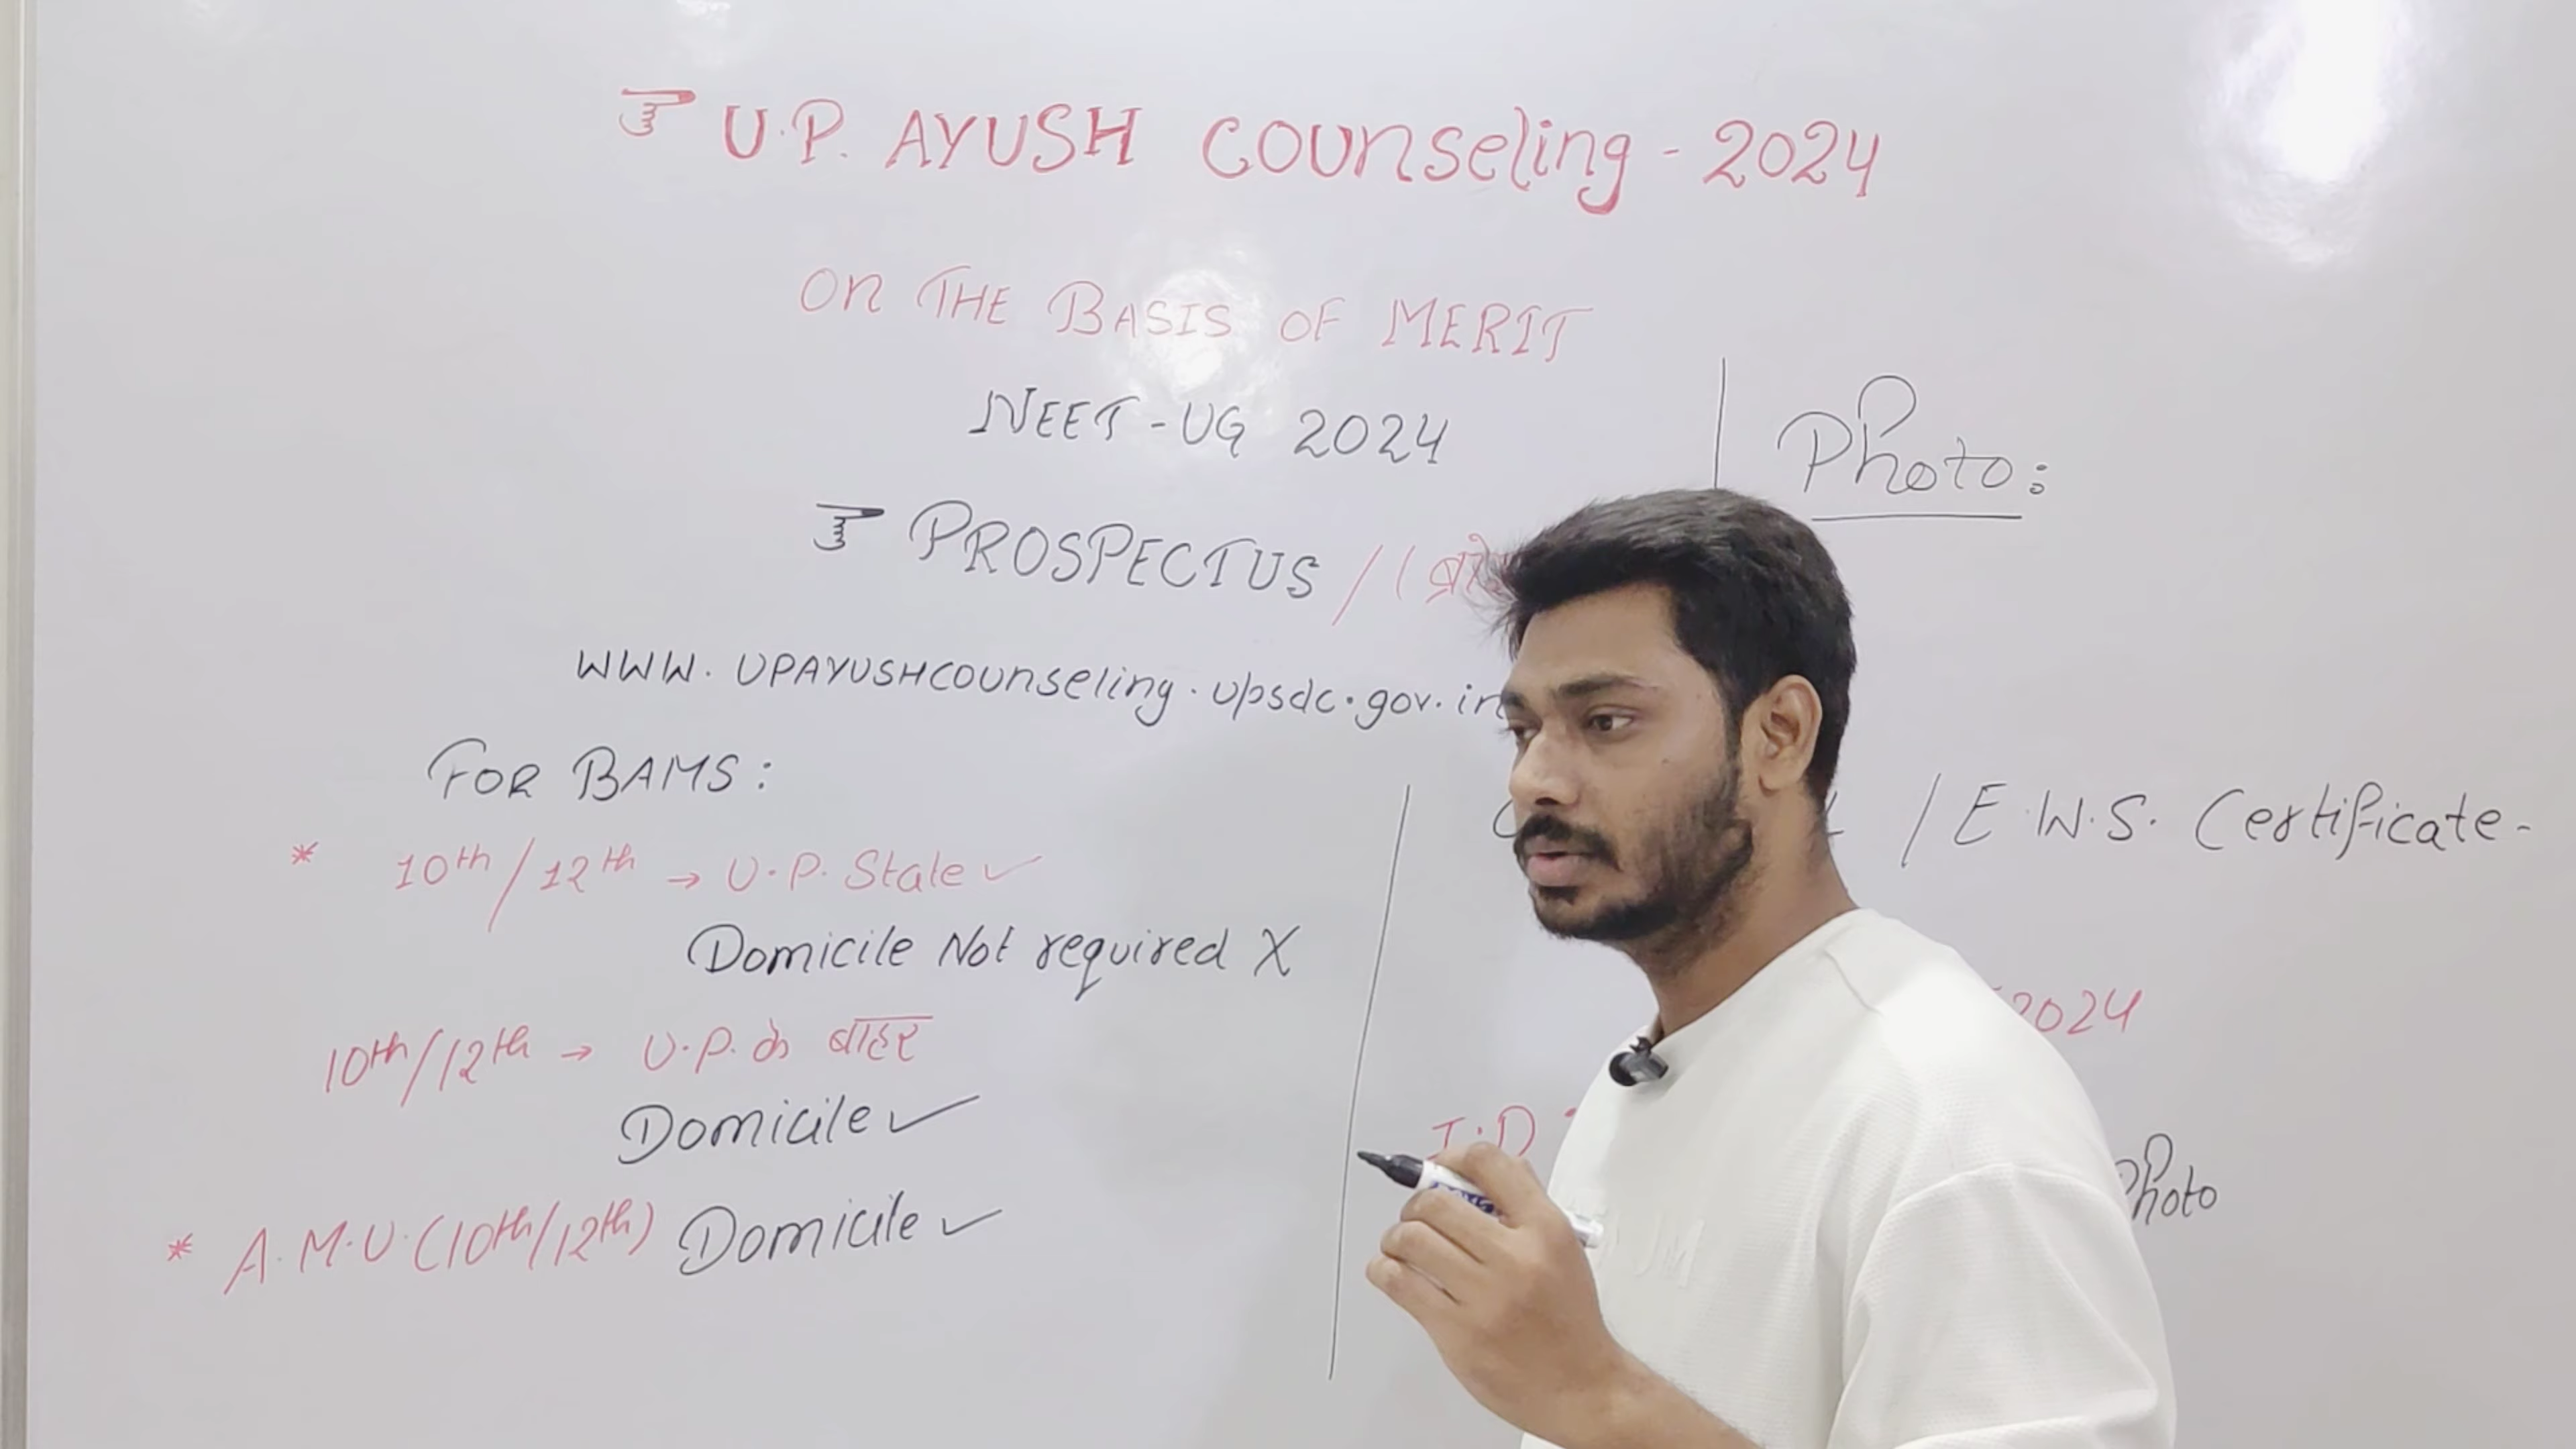 ☞ U.P. AYUSH Counseling - 2024
On THE BASIS OF MERIT
NEET - UG 2024
Photo:
☞ PROSPECTUS / (
WWW. UPAYUSHCounseling.upsdc.gov.in
FOR BAMS:
* 10th / 12th → U.P. State ✓
Domicile Not required X
10th/12th → U.P. के बाहर
Domicile ✓
* A.M.U. (10th/12th) Domicile ✓
/ E.W.S. Certificate -
2024
I.D
Photo